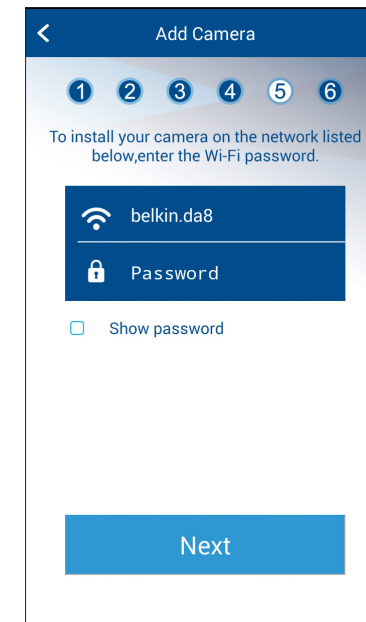 Add Camera
1 2 3 4 5 6
To install your camera on the network listed
below,enter the Wi-Fi password.
belkin.da8
Password
Show password
Next